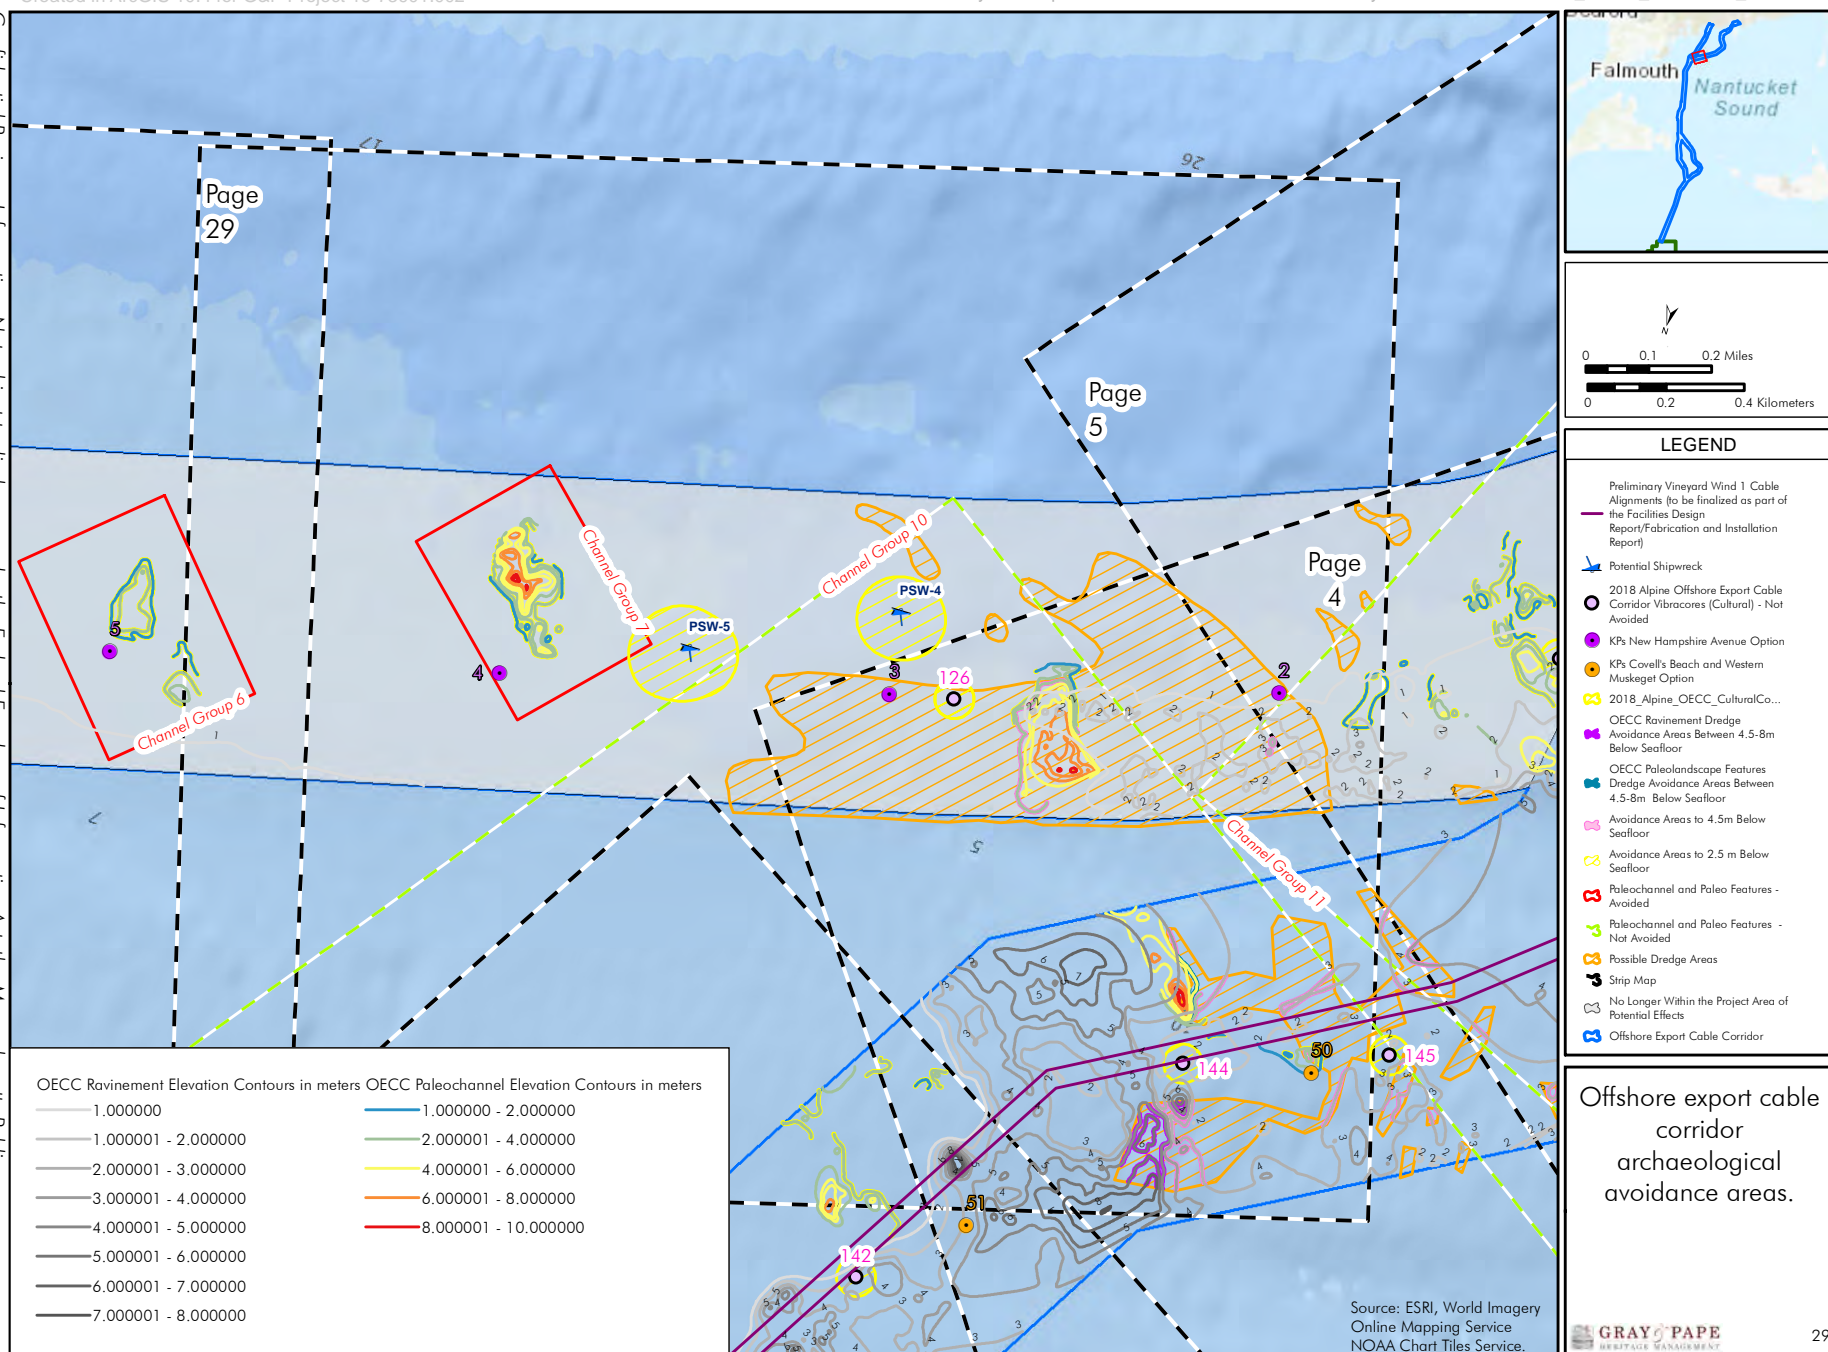 Page
29
17
26
Page
5
Page
4
Channel Group 10
Channel Group 7
Channel Group 6
Channel Group 11
PSW-4
PSW-5
5
4
3
2
126
144
145
142
50
51
7
5
OECC Ravinement Elevation Contours in meters
1.000000
1.000001 - 2.000000
2.000001 - 3.000000
3.000001 - 4.000000
4.000001 - 5.000000
5.000001 - 6.000000
6.000001 - 7.000000
7.000001 - 8.000000
OECC Paleochannel Elevation Contours in meters
1.000000 - 2.000000
2.000001 - 4.000000
4.000001 - 6.000000
6.000001 - 8.000000
8.000001 - 10.000000
Source: ESRI, World Imagery
Online Mapping Service
NOAA Chart Tiles Service.
Falmouth
Nantucket
Sound
N
0 0.1 0.2 Miles
0 0.2 0.4 Kilometers
LEGEND
Preliminary Vineyard Wind 1 Cable
Alignments (to be finalized as part of
the Facilities Design
Report/Fabrication and Installation
Report)
Potential Shipwreck
2018 Alpine Offshore Export Cable
Corridor Vibracores (Cultural) - Not
Avoided
KPs New Hampshire Avenue Option
KPs Covell's Beach and Western
Muskeget Option
2018_Alpine_OECC_CulturalCo...
OECC Ravinement Dredge
Avoidance Areas Between 4.5-8m
Below Seafloor
OECC Paleolandscape Features
Dredge Avoidance Areas Between
4.5-8m Below Seafloor
Avoidance Areas to 4.5m Below
Seafloor
Avoidance Areas to 2.5 m Below
Seafloor
Paleochannel and Paleo Features -
Avoided
Paleochannel and Paleo Features -
Not Avoided
Possible Dredge Areas
Strip Map
No Longer Within the Project Area of
Potential Effects
Offshore Export Cable Corridor
Offshore export cable
corridor
archaeological
avoidance areas.
GRAY & PAPE
HERITAGE MANAGEMENT
29